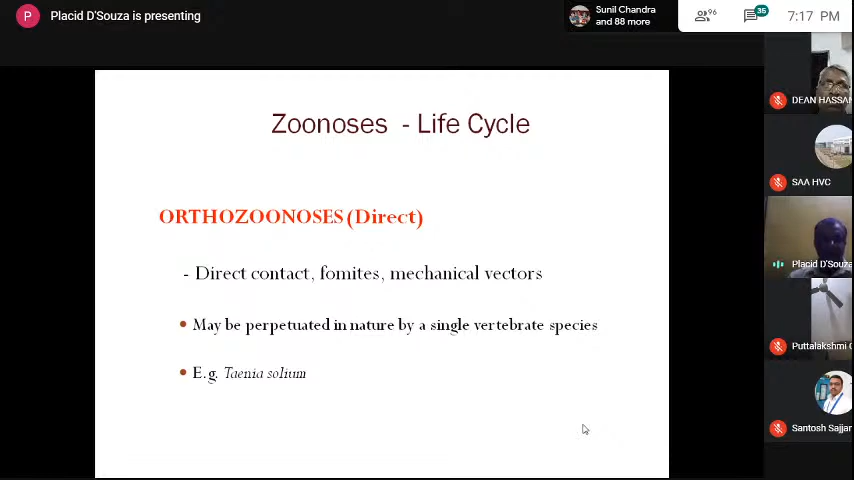 P
Placid D'Souza is presenting
Sunil Chandra
and 88 more
96
35
7:17 PM
Zoonoses - Life Cycle
ORTHOZOONOSES (Direct)
- Direct contact, fomites, mechanical vectors
• May be perpetuated in nature by a single vertebrate species
• E.g. Taenia solium
DEAN HASSAN
SAA HVC
Placid D'Souza
Puttalakshmi
Santosh Sajjan